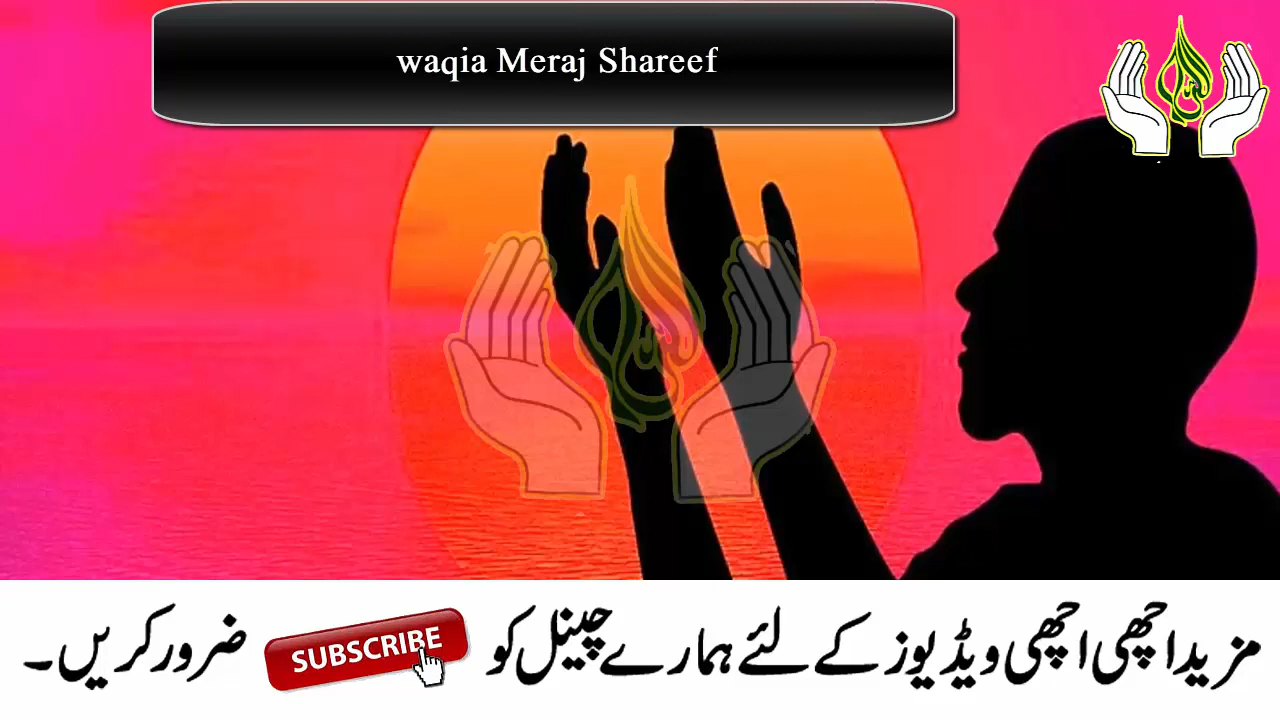 waqia Meraj Shareef
مزید اچھی اچھی ویڈیوز کے لئے ہمارے چینل کو SUBSCRIBE ضرور کریں۔